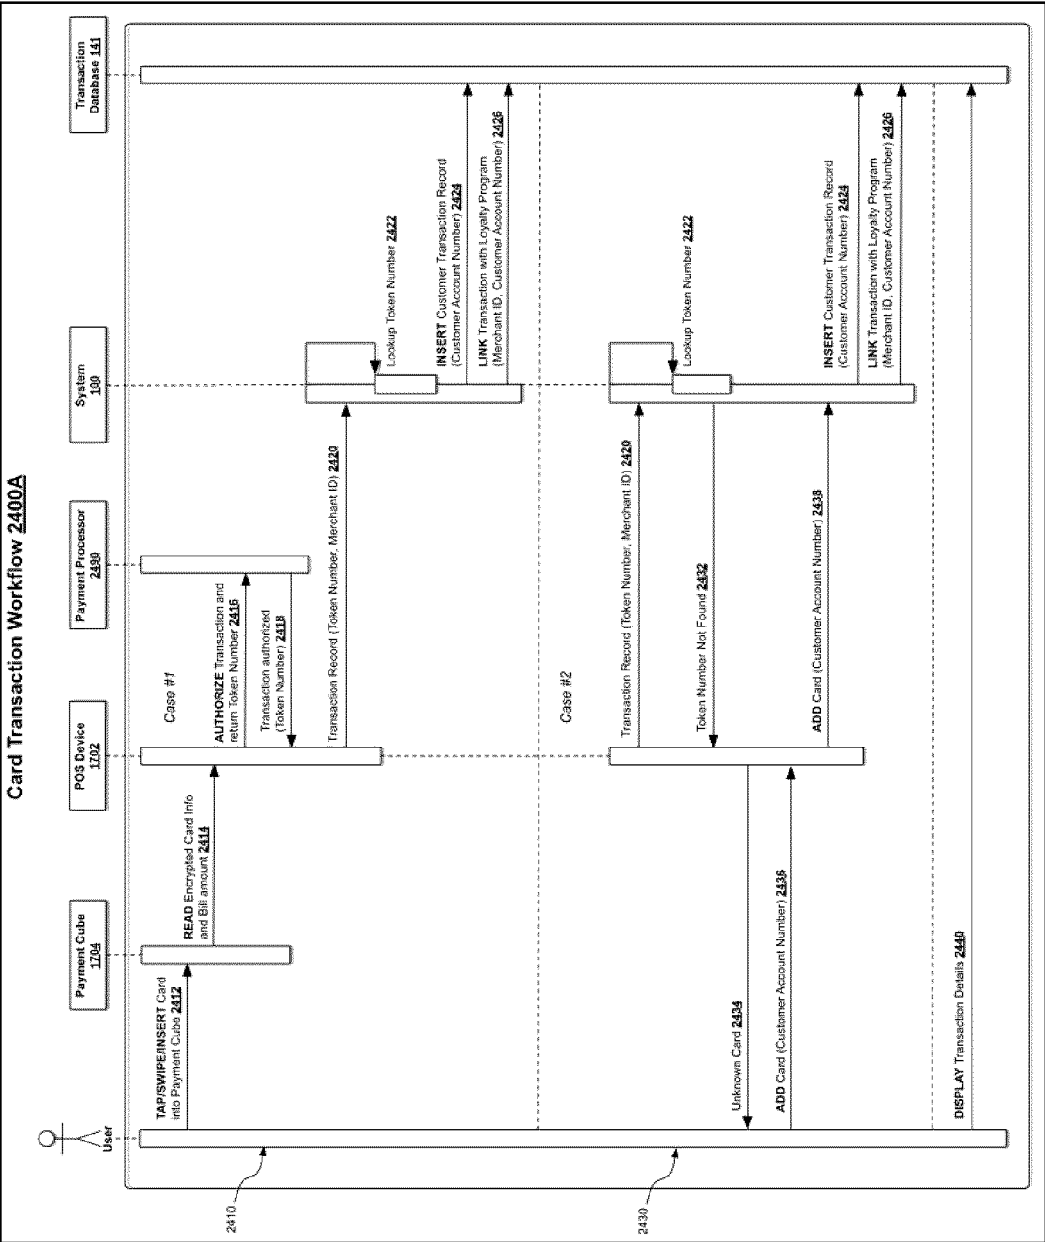 Card Transaction Workflow 2400A
User
Payment Cube
1704
POS Device
1702
Payment Processor
2490
System
100
Transaction
Database 141
2410
Case #1
TAP/SWIPE/INSERT Card
into Payment Cube 2412
READ Encrypted Card Info
and Bill amount 2414
AUTHORIZE Transaction and
return Token Number 2416
Transaction authorized
(Token Number) 2418
Transaction Record (Token Number, Merchant ID) 2420
Lookup Token Number 2422
INSERT Customer Transaction Record
(Customer Account Number) 2424
LINK Transaction with Loyalty Program
(Merchant ID, Customer Account Number) 2426
2430
Case #2
Transaction Record (Token Number, Merchant ID) 2420
Lookup Token Number 2422
Token Number Not Found 2432
Unknown Card 2434
ADD Card (Customer Account Number) 2436
ADD Card (Customer Account Number) 2438
INSERT Customer Transaction Record
(Customer Account Number) 2424
LINK Transaction with Loyalty Program
(Merchant ID, Customer Account Number) 2426
DISPLAY Transaction Details 2440